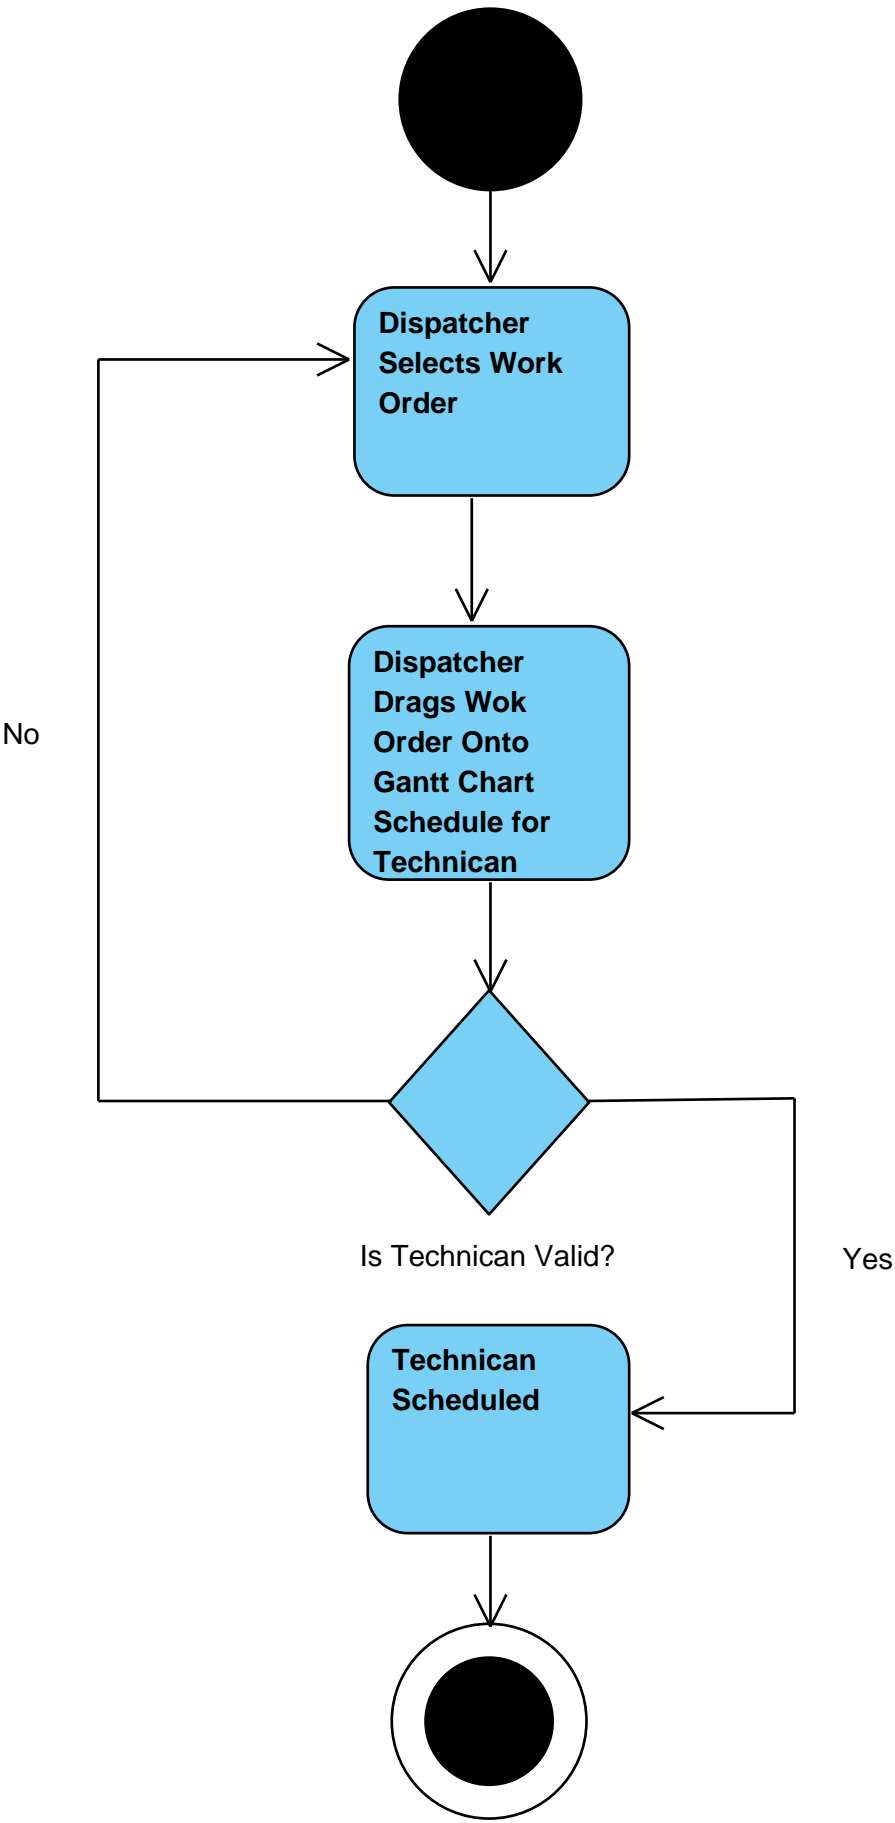 Dispatcher
Selects Work
Order
Dispatcher
Drags Wok
Order Onto
Gantt Chart
Schedule for
Technican
No
Is Technican Valid?
Yes
Technican
Scheduled